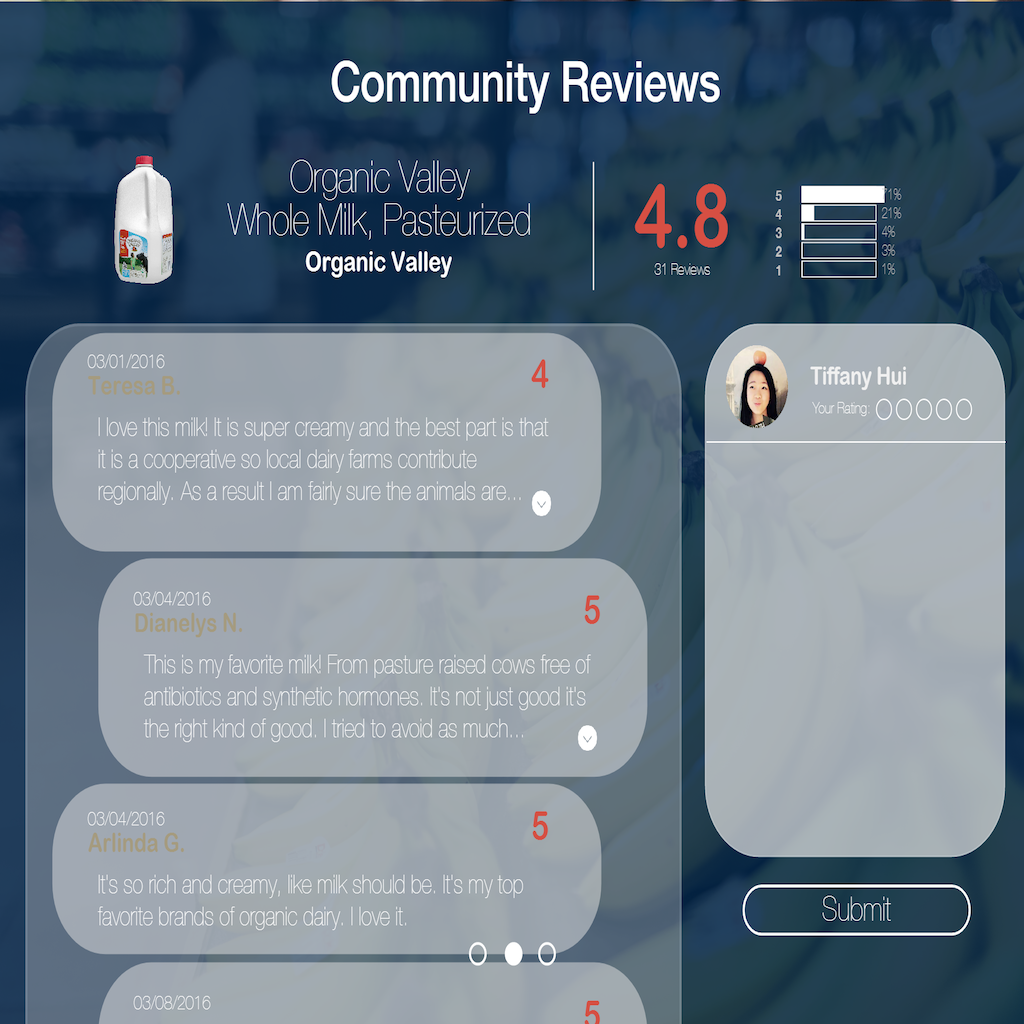 Community Reviews
Organic Valley
Whole Milk, Pasteurized
Organic Valley
4.8
31 Reviews
5 71%
4 21%
3 4%
2 3%
1 1%
03/01/2016
Teresa B.
4
I love this milk! It is super creamy and the best part is that
it is a cooperative so local dairy farms contribute
regionally. As a result I am fairly sure the animals are...
03/04/2016
Dianelys N.
5
This is my favorite milk! From pasture raised cows free of
antibiotics and synthetic hormones. It's not just good it's
the right kind of good. I tried to avoid as much...
03/04/2016
Arlinda G.
5
It's so rich and creamy, like milk should be. It's my top
favorite brands of organic dairy. I love it.
03/08/2016
5
Tiffany Hui
Your Rating:
Submit